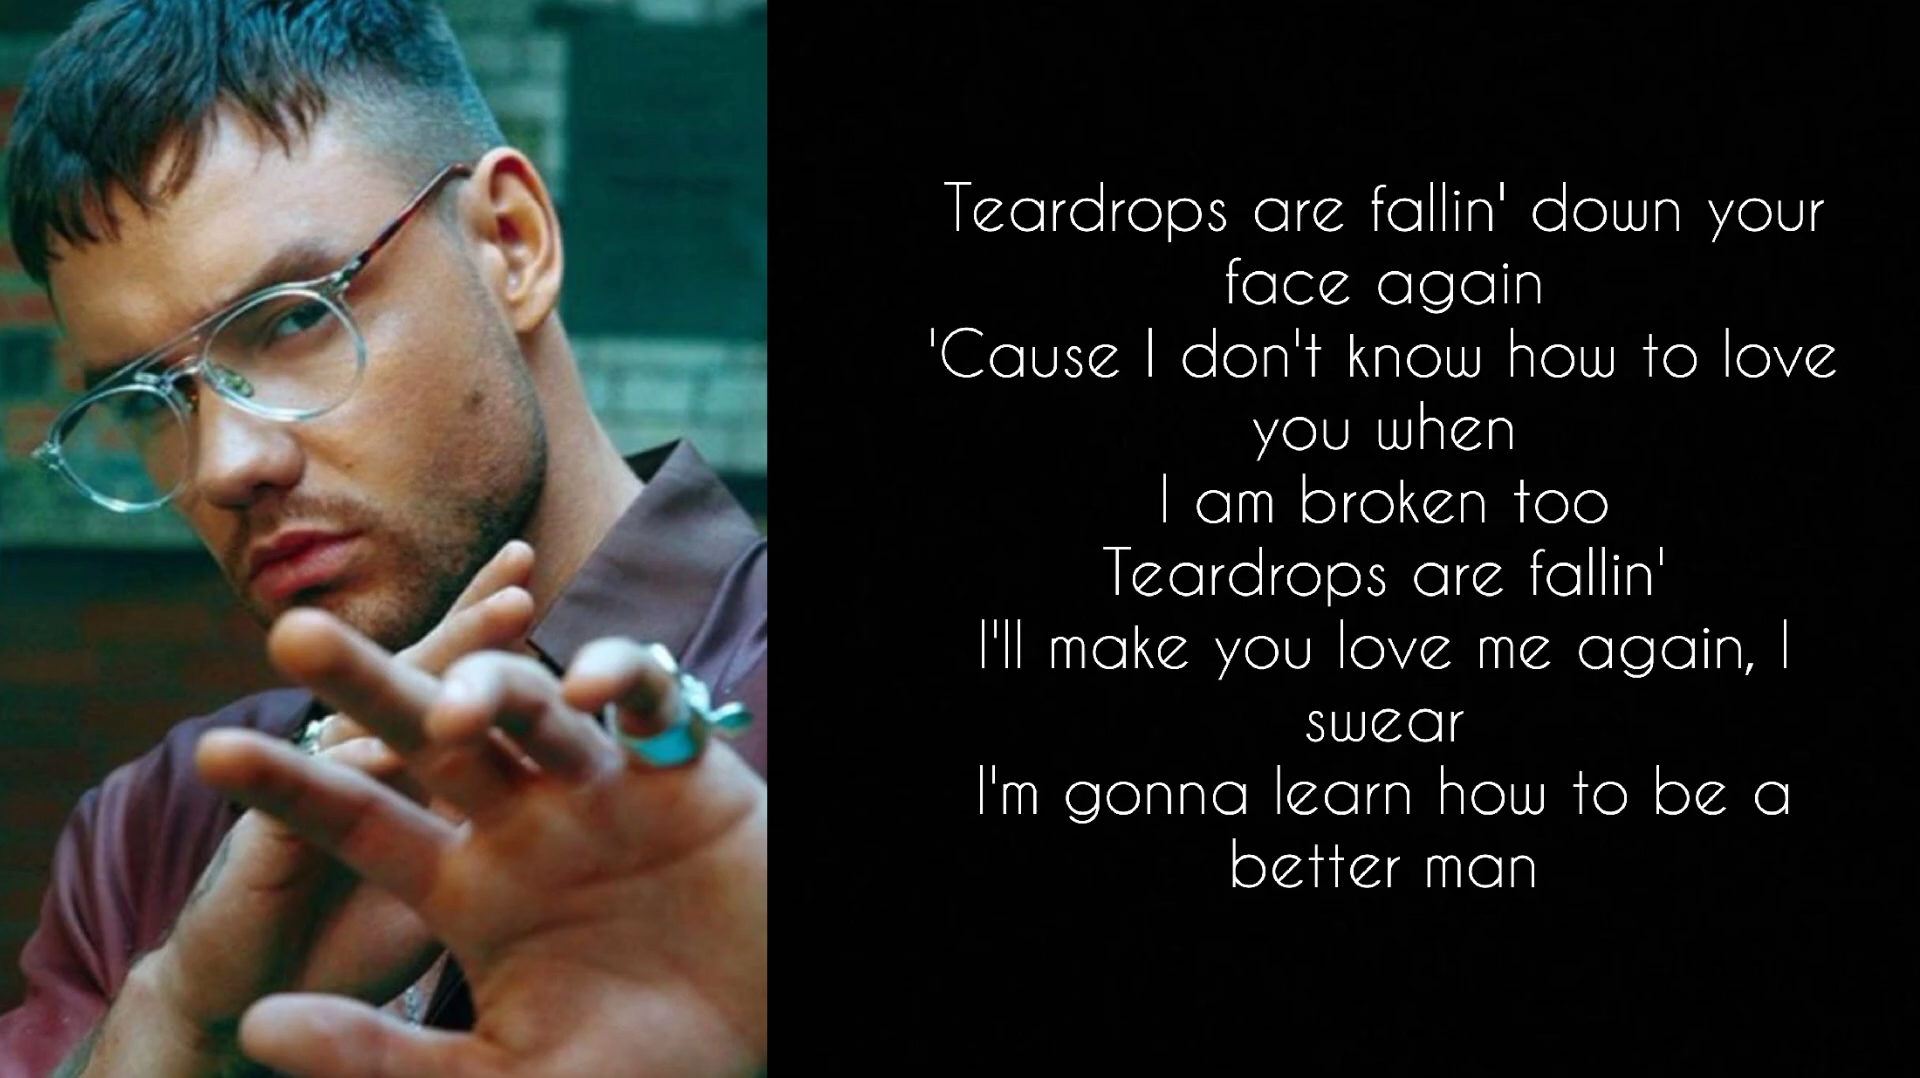 Teardrops are fallin' down your
face again
'Cause I don't know how to love
you when
I am broken too
Teardrops are fallin'
I'll make you love me again, I
swear
I'm gonna learn how to be a
better man